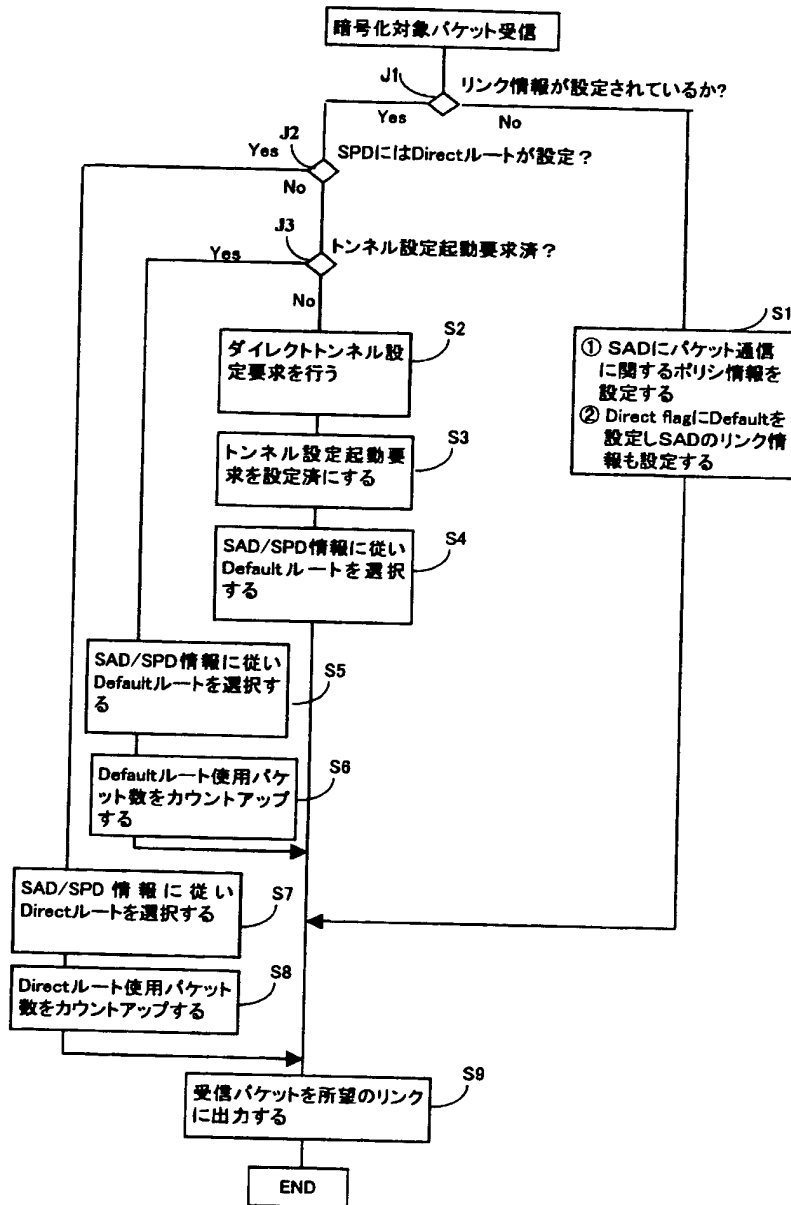 暗号化対象パケット受信
J1
リンク情報が設定されているか?
Yes
No
J2
Yes
SPDにはDirectルートが設定？
No
J3
Yes
トンネル設定起動要求済？
No
S2
ダイレクトトンネル設
定要求を行う
S1
① SADにパケット通信
に関するポリシ情報を
設定する
② Direct flagにDefaultを
設定しSADのリンク情
報も設定する
S3
トンネル設定起動要
求を設定済にする
S4
SAD/SPD情報に従い
Defaultルートを選択
する
S5
SAD/SPD情報に従い
Defaultルートを選択す
る
S6
Defaultルート使用パケ
ット数をカウントアップ
する
S7
SAD/SPD 情報に従い
Directルートを選択する
S8
Directルート使用パケット
数をカウントアップする
S9
受信パケットを所望のリンク
に出力する
END